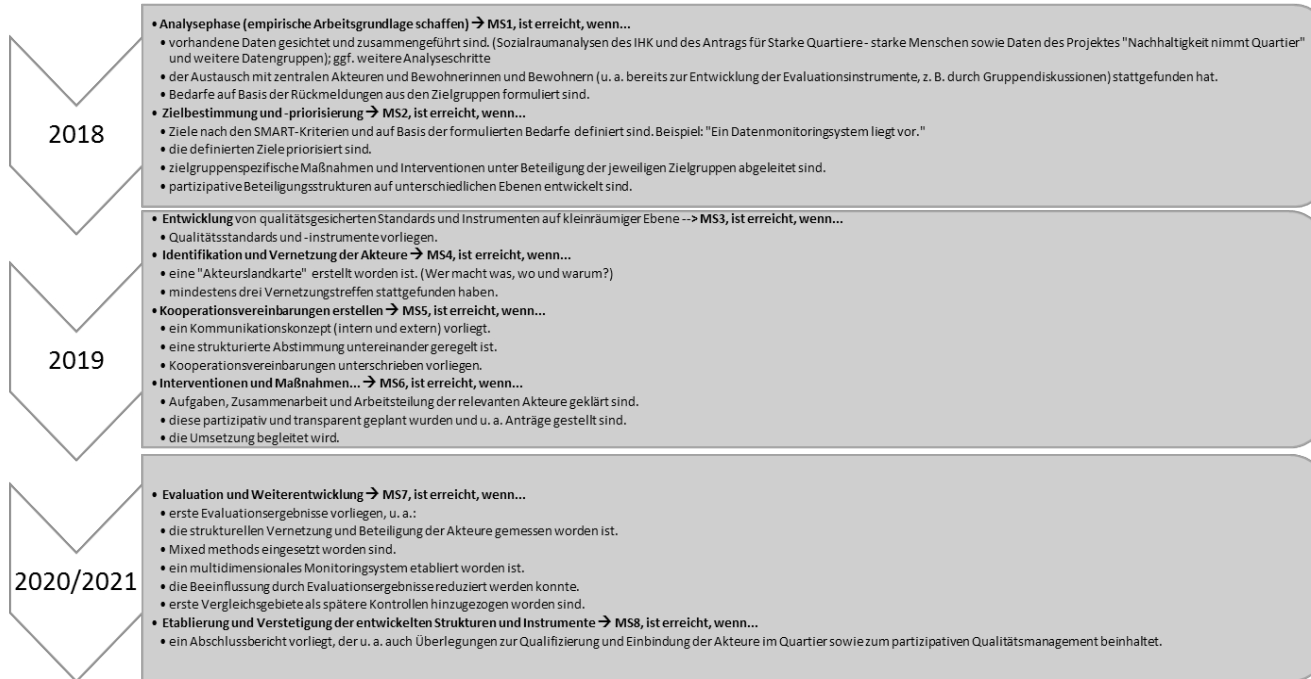 2018
• Analysephase (empirische Arbeitsgrundlage schaffen) → MS1, ist erreicht, wenn...
• vorhandene Daten gesichtet und zusammengeführt sind. (Sozialraumanalysen des IHK und des Antrags für Starke Quartiere - starke Menschen sowie Daten des Projektes "Nachhaltigkeit nimmt Quartier"
und weitere Datengruppen); ggf. weitere Analyseschritte
• der Austausch mit zentralen Akteuren und Bewohnerinnen und Bewohnern (u. a. bereits zur Entwicklung der Evaluationsinstrumente, z. B. durch Gruppendiskussionen) stattgefunden hat.
• Bedarfe auf Basis der Rückmeldungen aus den Zielgruppen formuliert sind.
• Zielbestimmung und -priorisierung → MS2, ist erreicht, wenn...
• Ziele nach den SMART-Kriterien und auf Basis der formulierten Bedarfe definiert sind. Beispiel: "Ein Datenmonitoringsystem liegt vor."
• die definierten Ziele priorisiert sind.
• zielgruppenspezifische Maßnahmen und Interventionen unter Beteiligung der jeweiligen Zielgruppen abgeleitet sind.
• partizipative Beteiligungsstrukturen auf unterschiedlichen Ebenen entwickelt sind.
2019
• Entwicklung von qualitätsgesicherten Standards und Instrumenten auf kleinräumiger Ebene --> MS3, ist erreicht, wenn...
• Qualitätsstandards und -instrumente vorliegen.
• Identifikation und Vernetzung der Akteure → MS4, ist erreicht, wenn...
• eine "Akteurslandkarte" erstellt worden ist. (Wer macht was, wo und warum?)
• mindestens drei Vernetzungstreffen stattgefunden haben.
• Kooperationsvereinbarungen erstellen → MS5, ist erreicht, wenn...
• ein Kommunikationskonzept (intern und extern) vorliegt.
• eine strukturierte Abstimmung untereinander geregelt ist.
• Kooperationsvereinbarungen unterschrieben vorliegen.
• Interventionen und Maßnahmen... → MS6, ist erreicht, wenn...
• Aufgaben, Zusammenarbeit und Arbeitsteilung der relevanten Akteure geklärt sind.
• diese partizipativ und transparent geplant wurden und u. a. Anträge gestellt sind.
• die Umsetzung begleitet wird.
2020/2021
• Evaluation und Weiterentwicklung → MS7, ist erreicht, wenn...
• erste Evaluationsergebnisse vorliegen, u. a.:
• die strukturellen Vernetzung und Beteiligung der Akteure gemessen worden ist.
• Mixed methods eingesetzt worden sind.
• ein multidimensionales Monitoringsystem etabliert worden ist.
• die Beeinflussung durch Evaluationsergebnisse reduziert werden konnte.
• erste Vergleichsgebiete als spätere Kontrollen hinzugezogen worden sind.
• Etablierung und Verstetigung der entwickelten Strukturen und Instrumente → MS8, ist erreicht, wenn...
• ein Abschlussbericht vorliegt, der u. a. auch Überlegungen zur Qualifizierung und Einbindung der Akteure im Quartier sowie zum partizipativen Qualitätsmanagement beinhaltet.